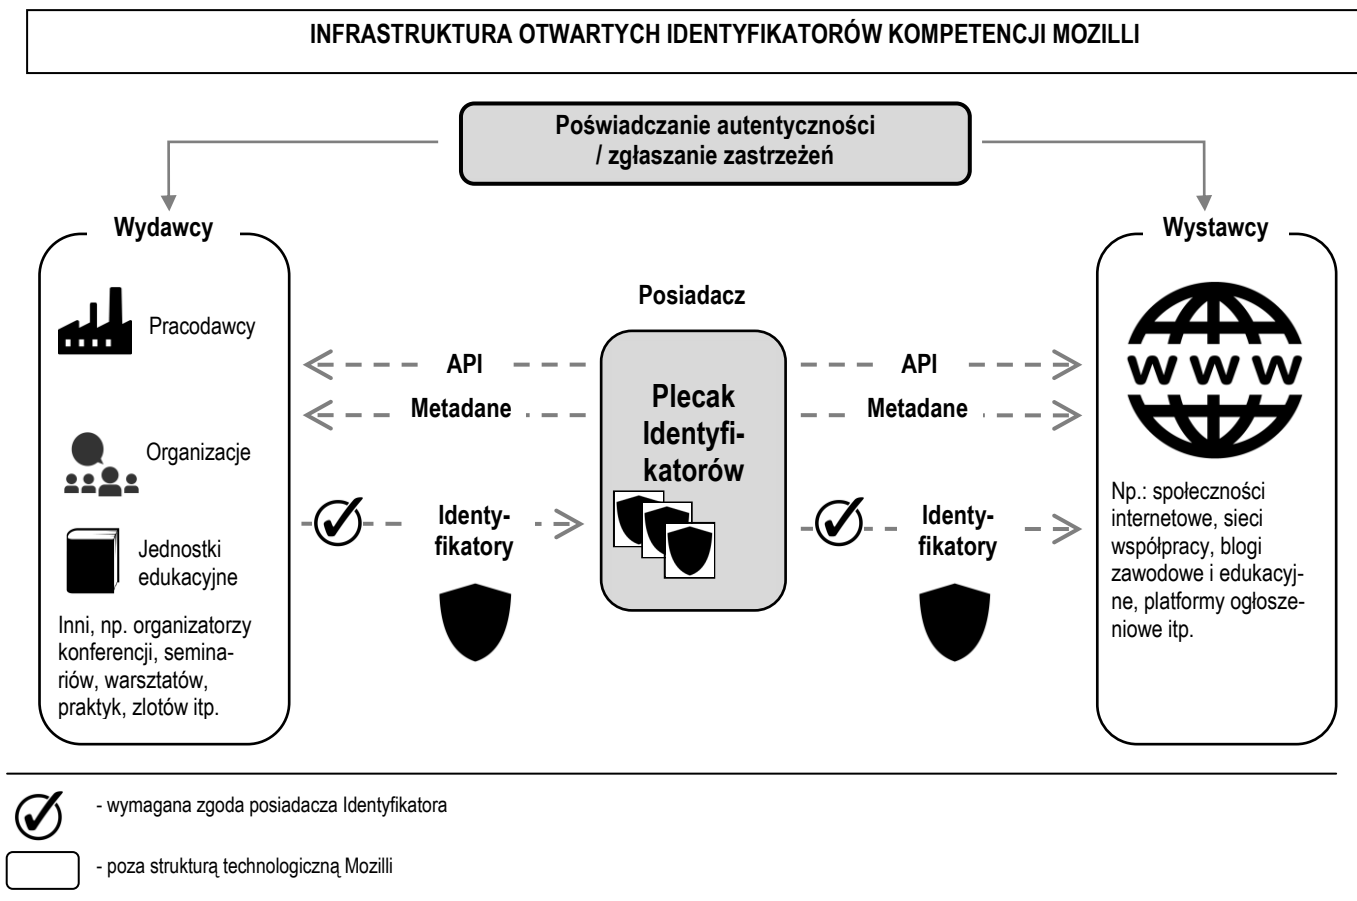 INFRASTRUKTURA OTWARTYCH IDENTYFIKATORÓW KOMPETENCJI MOZILLI
Poświadczanie autentyczności
/ zgłaszanie zastrzeżeń
Wydawcy
Pracodawcy
Organizacje
Jednostki
edukacyjne
Inni, np. organizatorzy
konferencji, semina-
riów, warsztatów,
praktyk, zlotów itp.
API
Metadane
Identy-
fikatory
Posiadacz
Plecak
Identyfi-
katorów
API
Metadane
Identy-
fikatory
Wystawcy
W W W
Np.: społeczności
internetowe, sieci
współpracy, blogi
zawodowe i edukacyj-
ne, platformy ogłosze-
niowe itp.
- wymagana zgoda posiadacza Identyfikatora
- poza strukturą technologiczną Mozilli